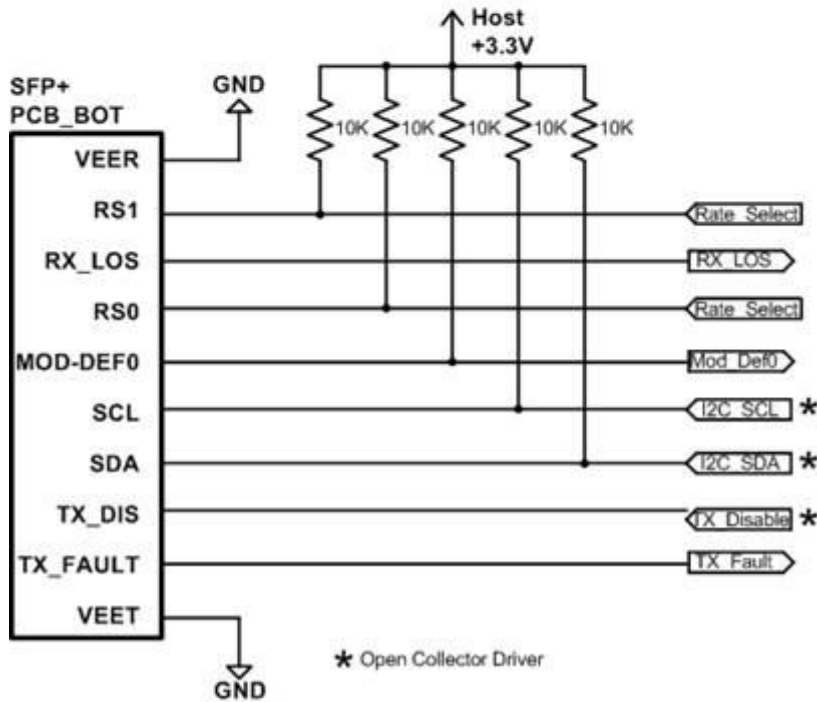 Host
+3.3V
SFP+
PCB_BOT
GND
10K 10K 10K 10K 10K
VEER
RS1
Rate_Select
RX_LOS
RX_LOS
RS0
Rate_Select
MOD-DEF0
Mod_Def0
SCL
I2C_SCL *
SDA
I2C_SDA *
TX_DIS
TX_Disable *
TX_FAULT
TX_Fault
VEET
GND
* Open Collector Driver